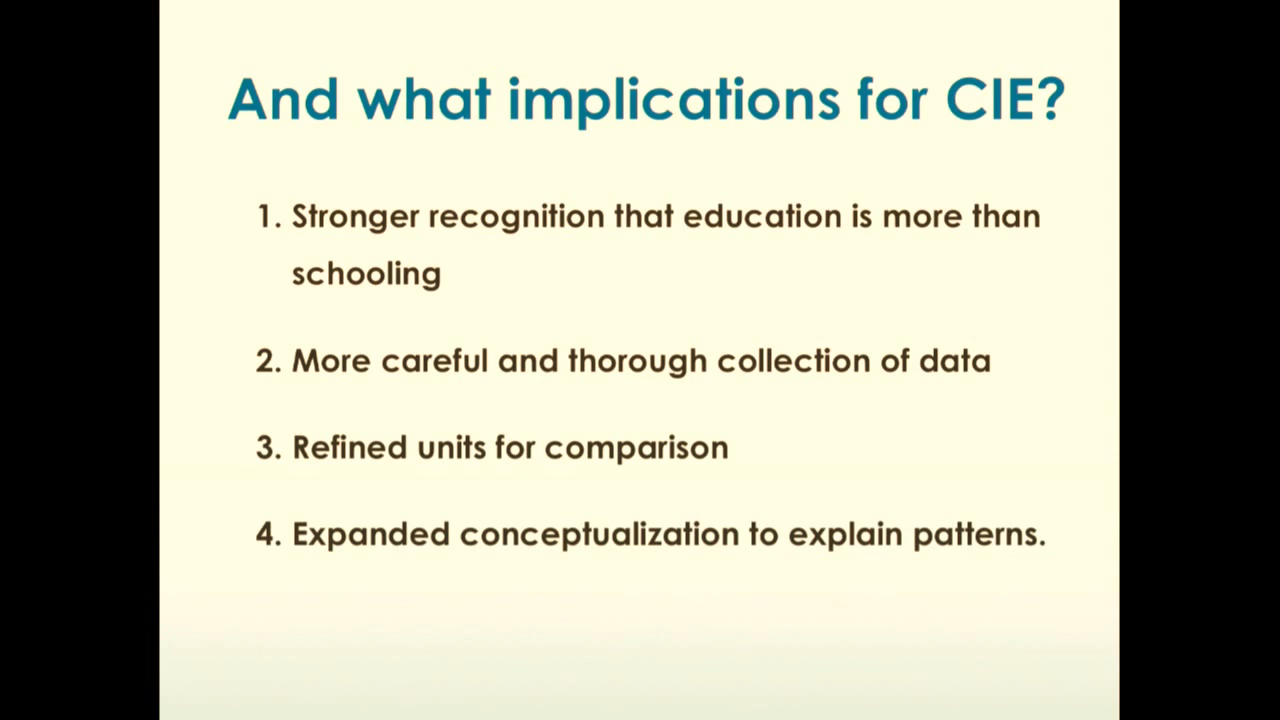 And what implications for CIE?
1. Stronger recognition that education is more than
schooling
2. More careful and thorough collection of data
3. Refined units for comparison
4. Expanded conceptualization to explain patterns.